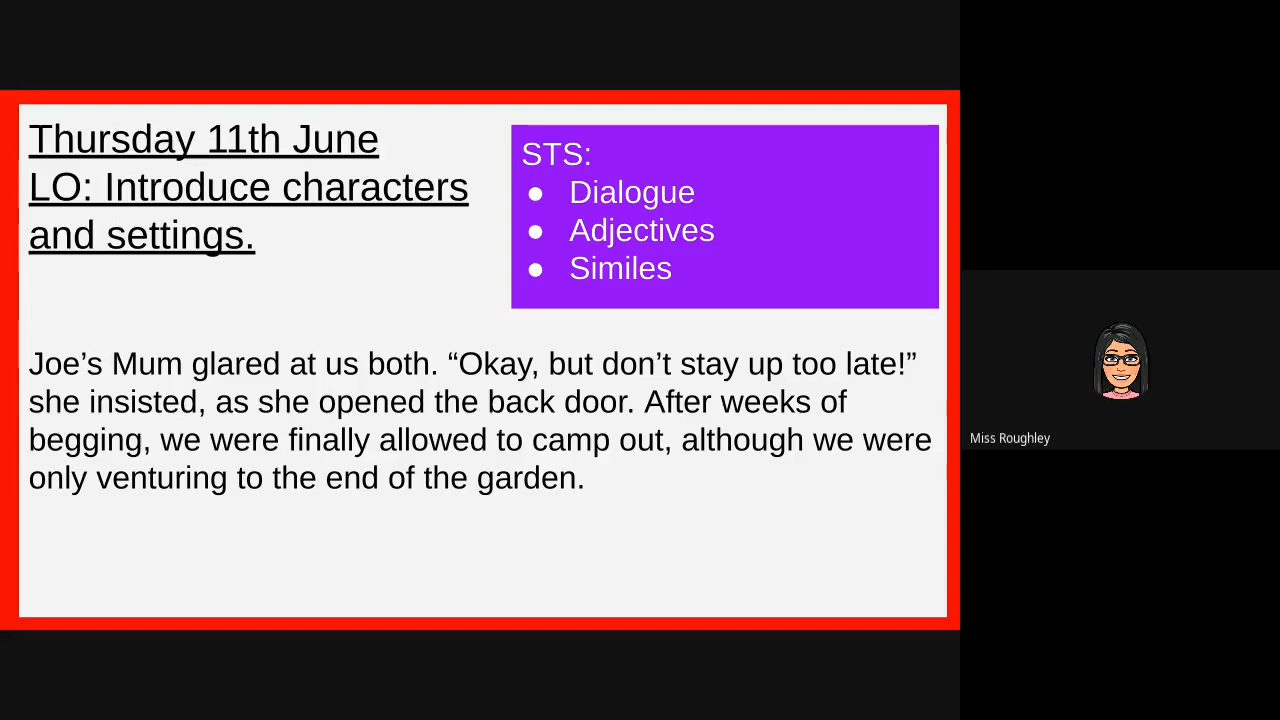 Thursday 11th June
LO: Introduce characters
and settings.
STS:
● Dialogue
● Adjectives
● Similes
Joe’s Mum glared at us both. “Okay, but don’t stay up too late!”
she insisted, as she opened the back door. After weeks of
begging, we were finally allowed to camp out, although we were
only venturing to the end of the garden.
Miss Roughley